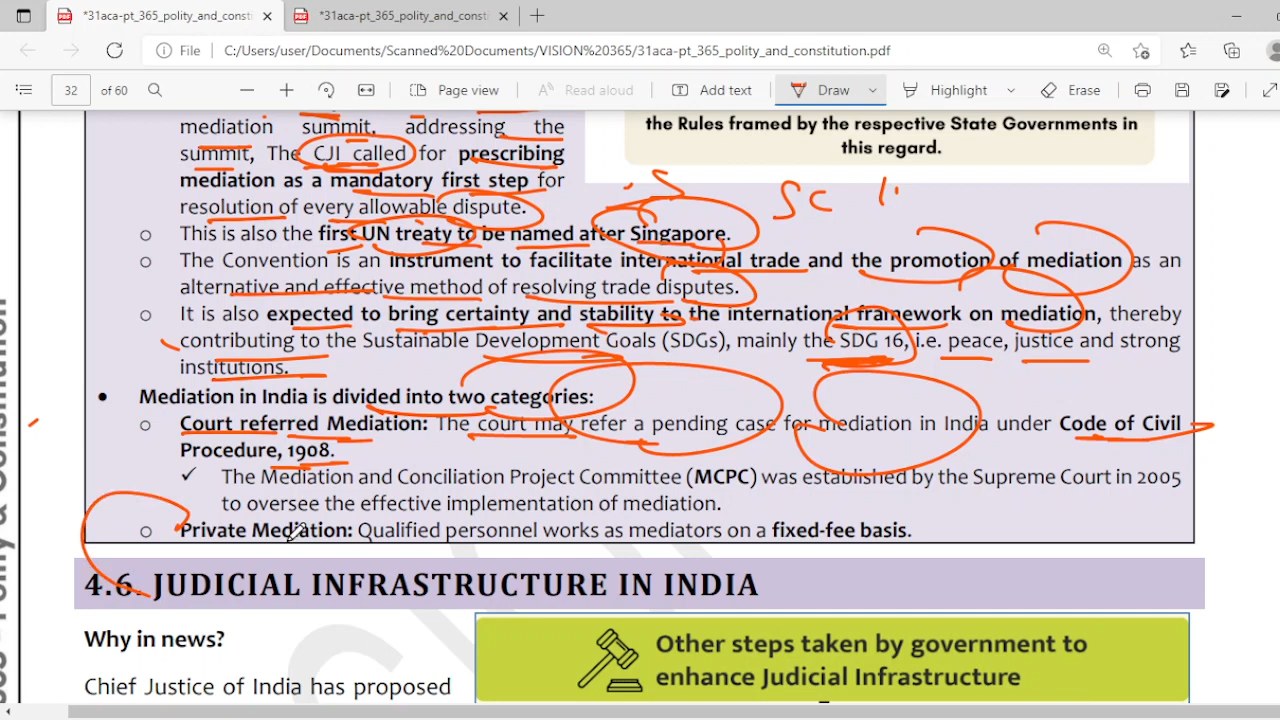 *31aca-pt_365_polity_and_const
*31aca-pt_365_polity_and_const
File
C:/Users/user/Documents/Scanned%20Documents/VISION%20365/31aca-pt_365_polity_and_constitution.pdf
32 of 60
Page view
Read aloud
Add text
Draw
Highlight
Erase
mediation summit, addressing the
summit, The CJI called for prescribing
mediation as a mandatory first step for
resolution of every allowable dispute.
the Rules framed by the respective State Governments in
this regard.
S
SC
o This is also the first UN treaty to be named after Singapore.
o The Convention is an instrument to facilitate international trade and the promotion of mediation as an
alternative and effective method of resolving trade disputes.
o It is also expected to bring certainty and stability to the international framework on mediation, thereby
contributing to the Sustainable Development Goals (SDGs), mainly the SDG 16, i.e. peace, justice and strong
institutions.
• Mediation in India is divided into two categories:
o Court referred Mediation: The court may refer a pending case for mediation in India under Code of Civil
Procedure, 1908.
✓ The Mediation and Conciliation Project Committee (MCPC) was established by the Supreme Court in 2005
to oversee the effective implementation of mediation.
o Private Mediation: Qualified personnel works as mediators on a fixed-fee basis.
4.6. JUDICIAL INFRASTRUCTURE IN INDIA
Why in news?
Chief Justice of India has proposed
Other steps taken by government to
enhance Judicial Infrastructure